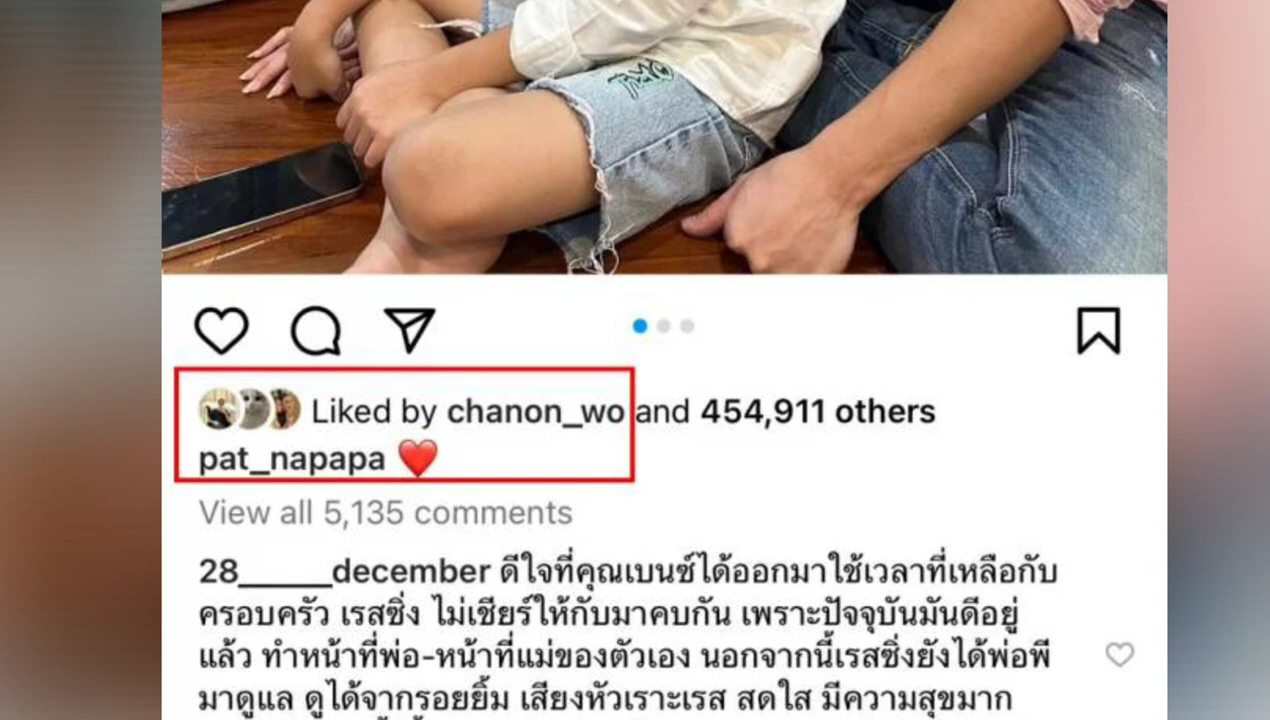 Liked by chanon_wo and 454,911 others
pat_napapa ❤️
View all 5,135 comments
28_____december ดีใจที่คุณเบนซ์ได้ออกมาใช้เวลาที่เหลือกับ
ครอบครัว เรสซิ่ง ไม่เชียร์ให้กับมาคบกัน เพราะปัจจุบันมันดีอยู่
แล้ว ทำหน้าที่พ่อ-หน้าที่แม่ของตัวเอง นอกจากนี้เรสซิ่งยังได้พ่อพี
มาดูแล ดูได้จากรอยยิ้ม เสียงหัวเราะเรส สดใส มีความสุขมาก